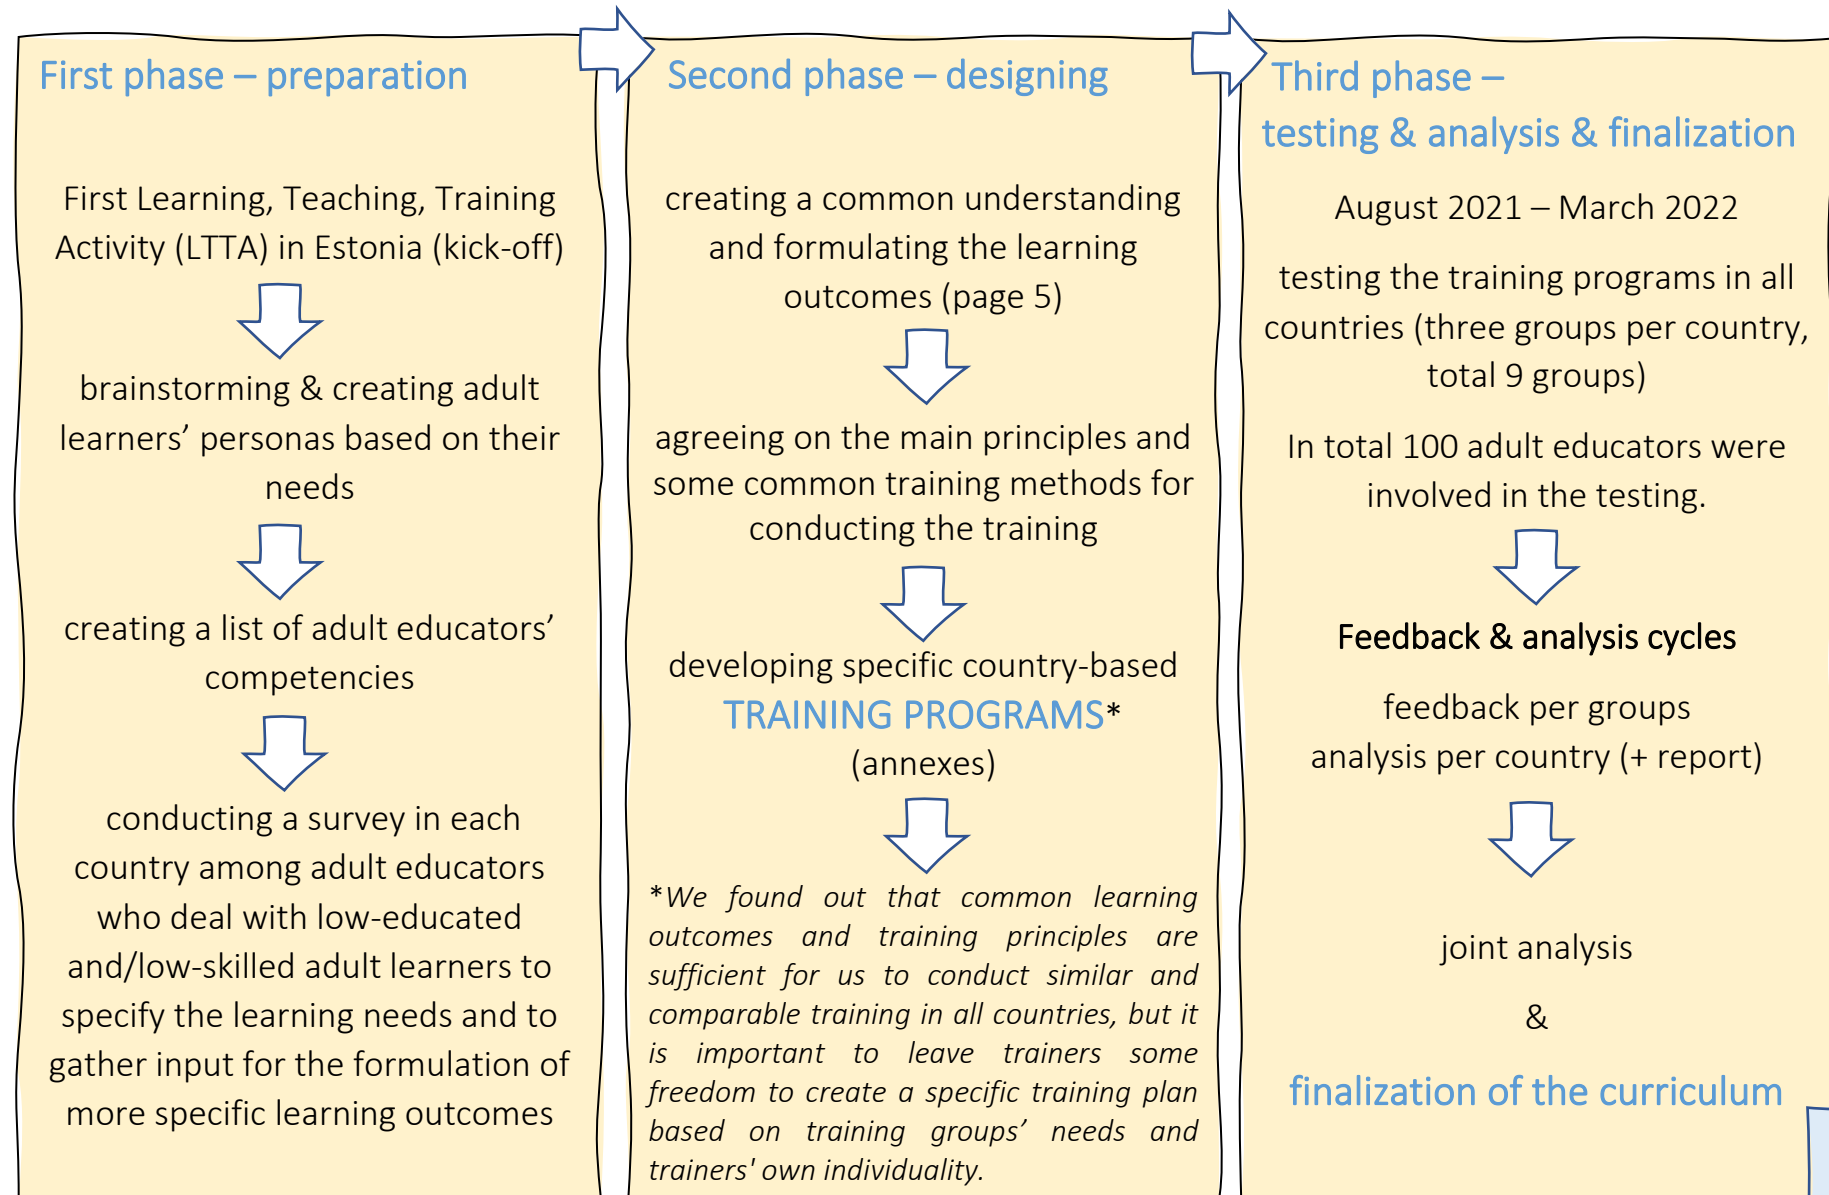 First phase – preparation
First Learning, Teaching, Training
Activity (LTTA) in Estonia (kick-off)
brainstorming & creating adult
learners’ personas based on their
needs
creating a list of adult educators’
competencies
conducting a survey in each
country among adult educators
who deal with low-educated
and/low-skilled adult learners to
specify the learning needs and to
gather input for the formulation of
more specific learning outcomes
Second phase – designing
creating a common understanding
and formulating the learning
outcomes (page 5)
agreeing on the main principles and
some common training methods for
conducting the training
developing specific country-based
TRAINING PROGRAMS*
(annexes)
*We found out that common learning
outcomes and training principles are
sufficient for us to conduct similar and
comparable training in all countries, but it
is important to leave trainers some
freedom to create a specific training plan
based on training groups’ needs and
trainers' own individuality.
Third phase –
testing & analysis & finalization
August 2021 – March 2022
testing the training programs in all
countries (three groups per country,
total 9 groups)
In total 100 adult educators were
involved in the testing.
Feedback & analysis cycles
feedback per groups
analysis per country (+ report)
joint analysis
&
finalization of the curriculum